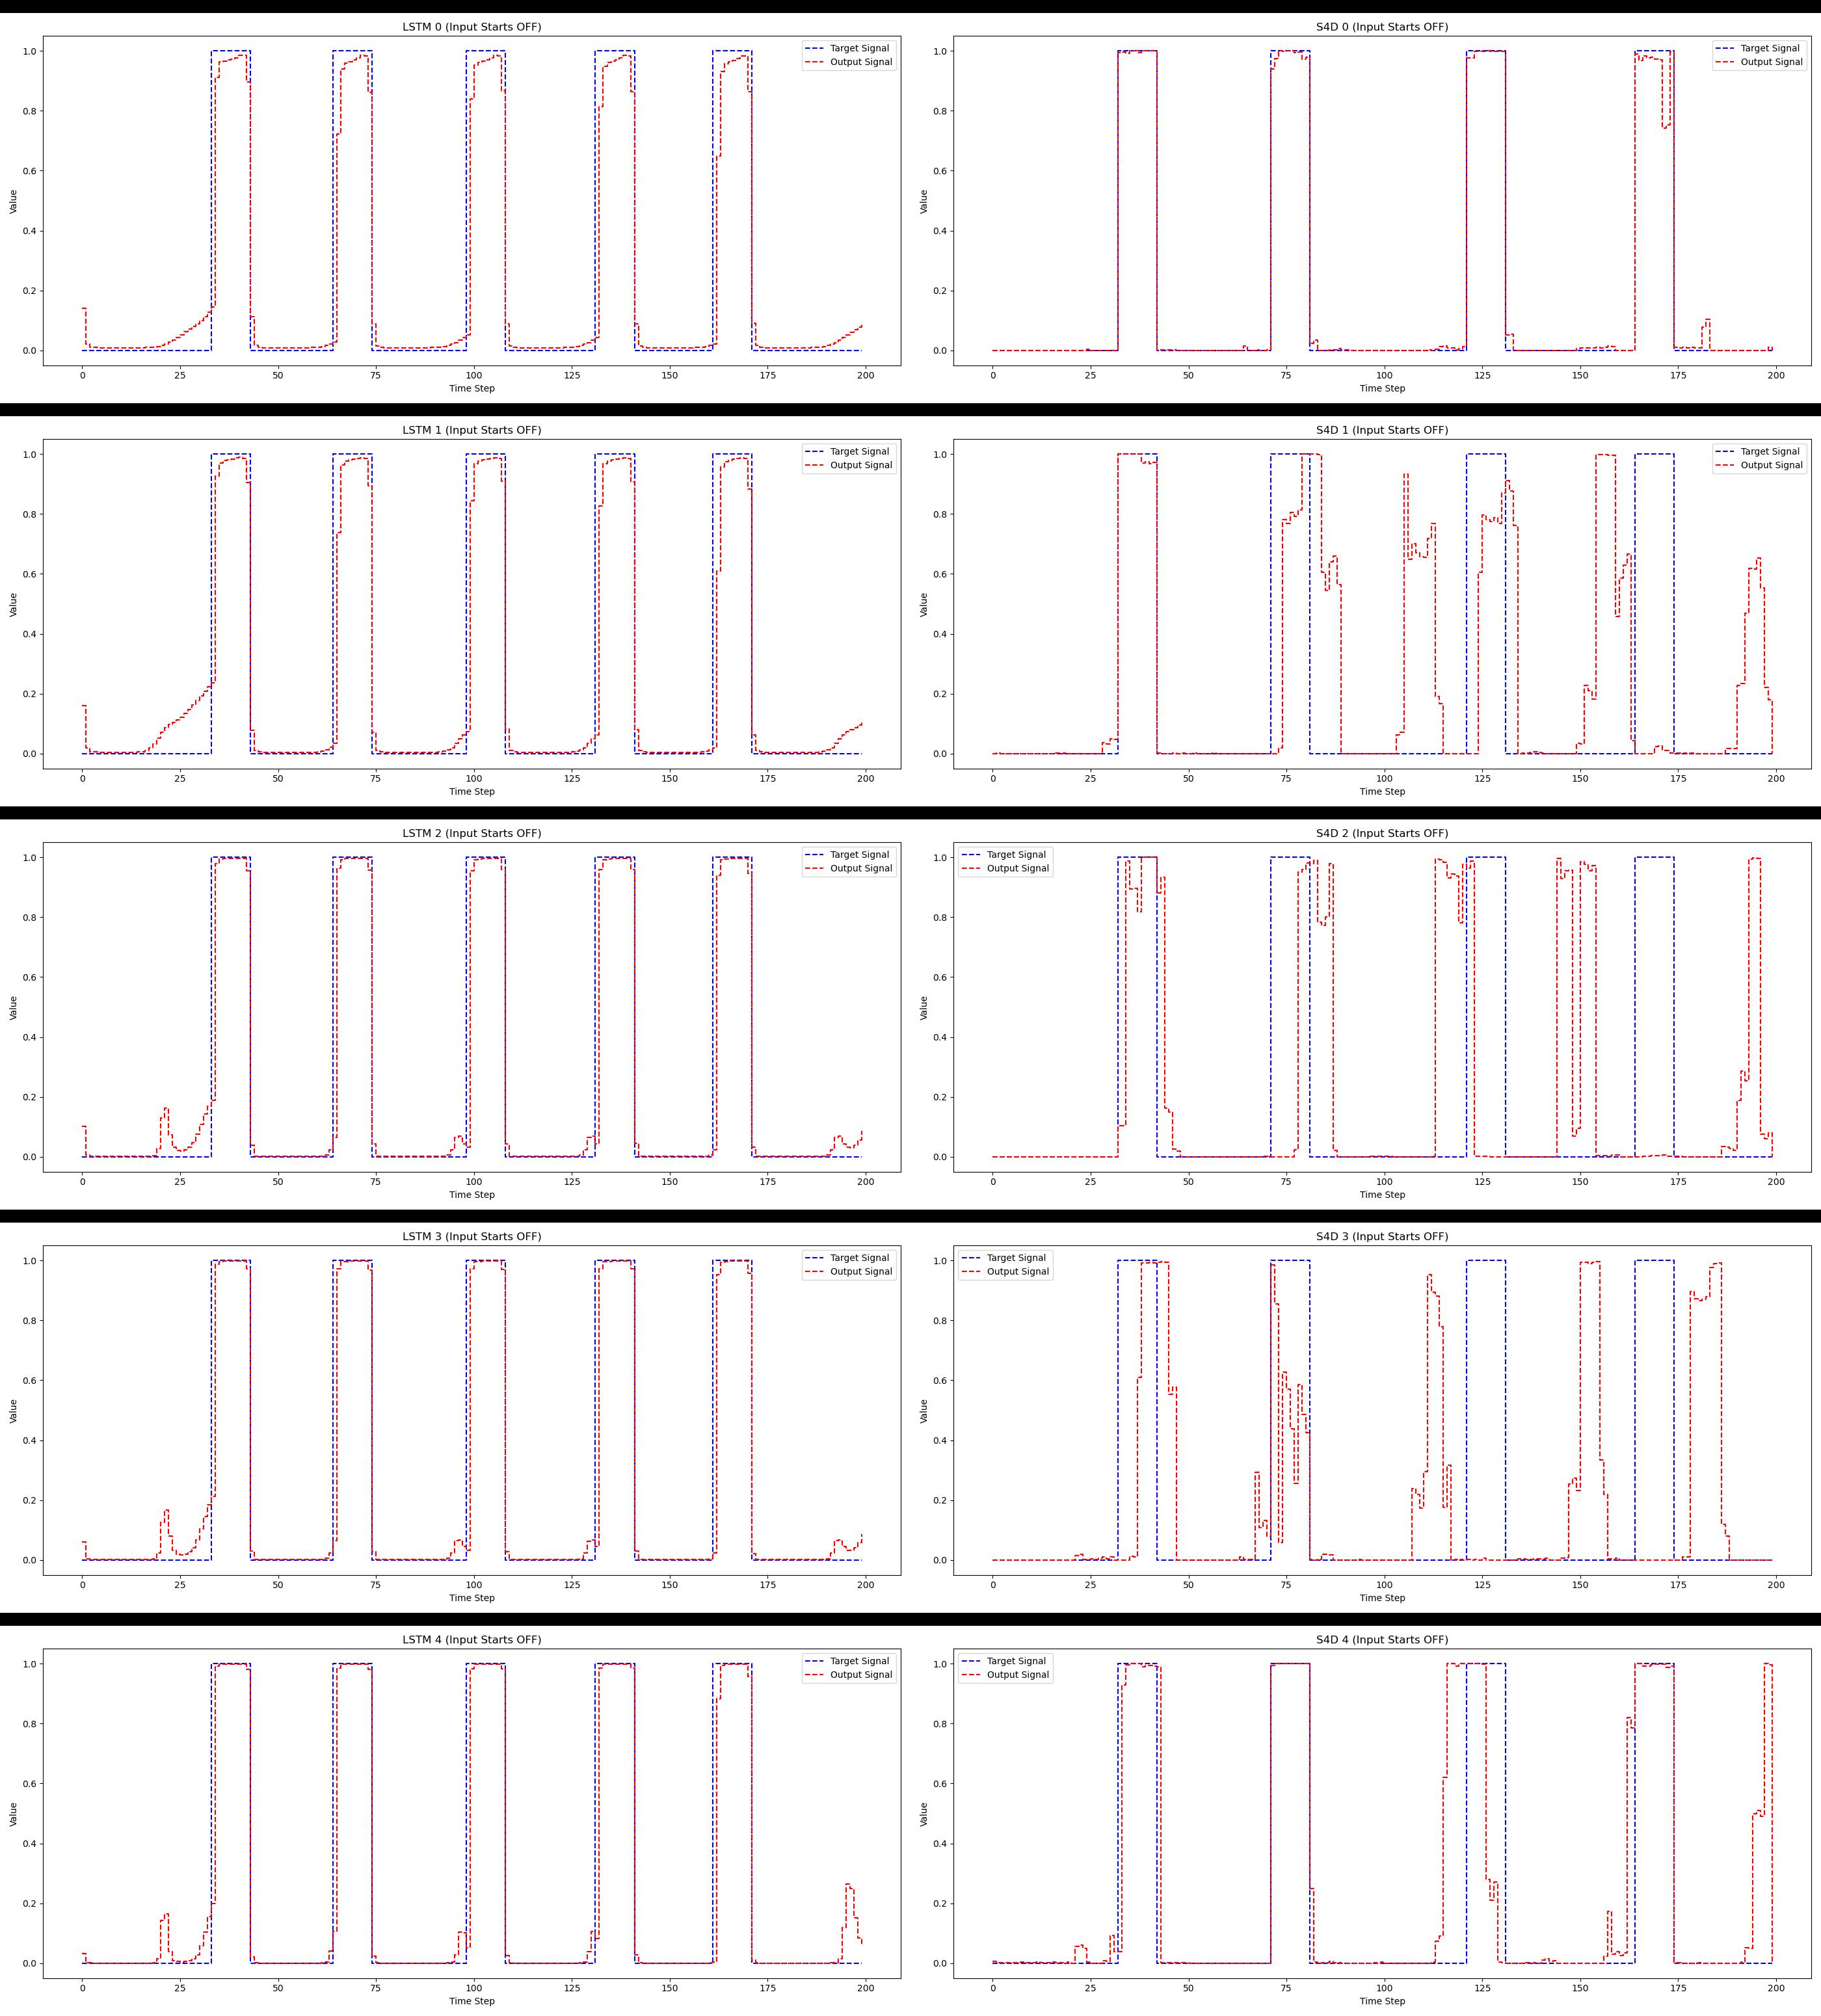 LSTM 0 (Input Starts OFF)
Value
1.0
0.8
0.6
0.4
0.2
0.0
0 25 50 75 100 125 150 175 200
Time Step
Target Signal
Output Signal
S4D 0 (Input Starts OFF)
Value
1.0
0.8
0.6
0.4
0.2
0.0
0 25 50 75 100 125 150 175 200
Time Step
Target Signal
Output Signal
LSTM 1 (Input Starts OFF)
Value
1.0
0.8
0.6
0.4
0.2
0.0
0 25 50 75 100 125 150 175 200
Time Step
Target Signal
Output Signal
S4D 1 (Input Starts OFF)
Value
1.0
0.8
0.6
0.4
0.2
0.0
0 25 50 75 100 125 150 175 200
Time Step
Target Signal
Output Signal
LSTM 2 (Input Starts OFF)
Value
1.0
0.8
0.6
0.4
0.2
0.0
0 25 50 75 100 125 150 175 200
Time Step
Target Signal
Output Signal
S4D 2 (Input Starts OFF)
Value
1.0
0.8
0.6
0.4
0.2
0.0
0 25 50 75 100 125 150 175 200
Time Step
Target Signal
Output Signal
LSTM 3 (Input Starts OFF)
Value
1.0
0.8
0.6
0.4
0.2
0.0
0 25 50 75 100 125 150 175 200
Time Step
Target Signal
Output Signal
S4D 3 (Input Starts OFF)
Value
1.0
0.8
0.6
0.4
0.2
0.0
0 25 50 75 100 125 150 175 200
Time Step
Target Signal
Output Signal
LSTM 4 (Input Starts OFF)
Value
1.0
0.8
0.6
0.4
0.2
0.0
0 25 50 75 100 125 150 175 200
Time Step
Target Signal
Output Signal
S4D 4 (Input Starts OFF)
Value
1.0
0.8
0.6
0.4
0.2
0.0
0 25 50 75 100 125 150 175 200
Time Step
Target Signal
Output Signal